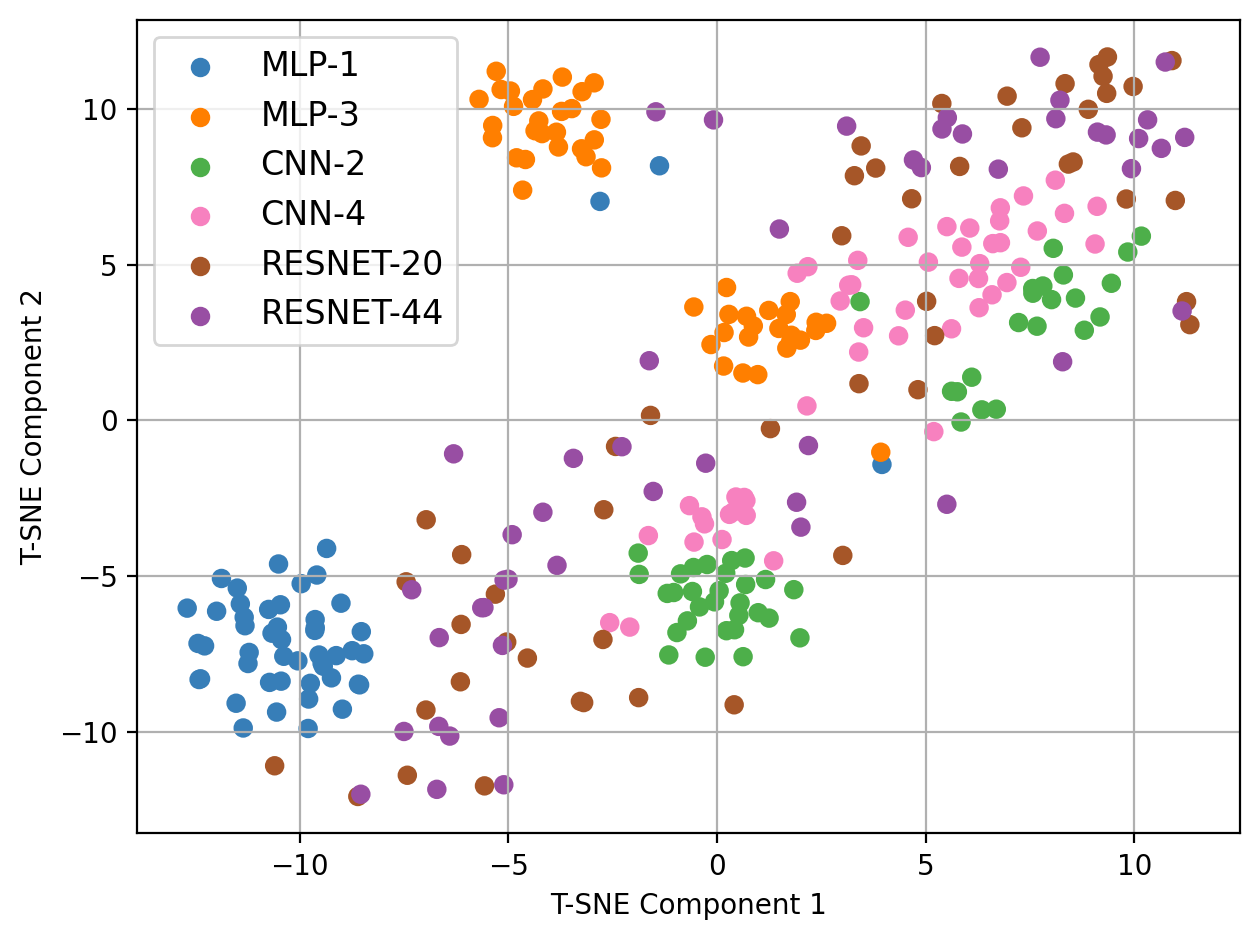 MLP-1
MLP-3
CNN-2
CNN-4
RESNET-20
RESNET-44
10
5
0
−5
−10
T-SNE Component 2
−10
−5
0
5
10
T-SNE Component 1